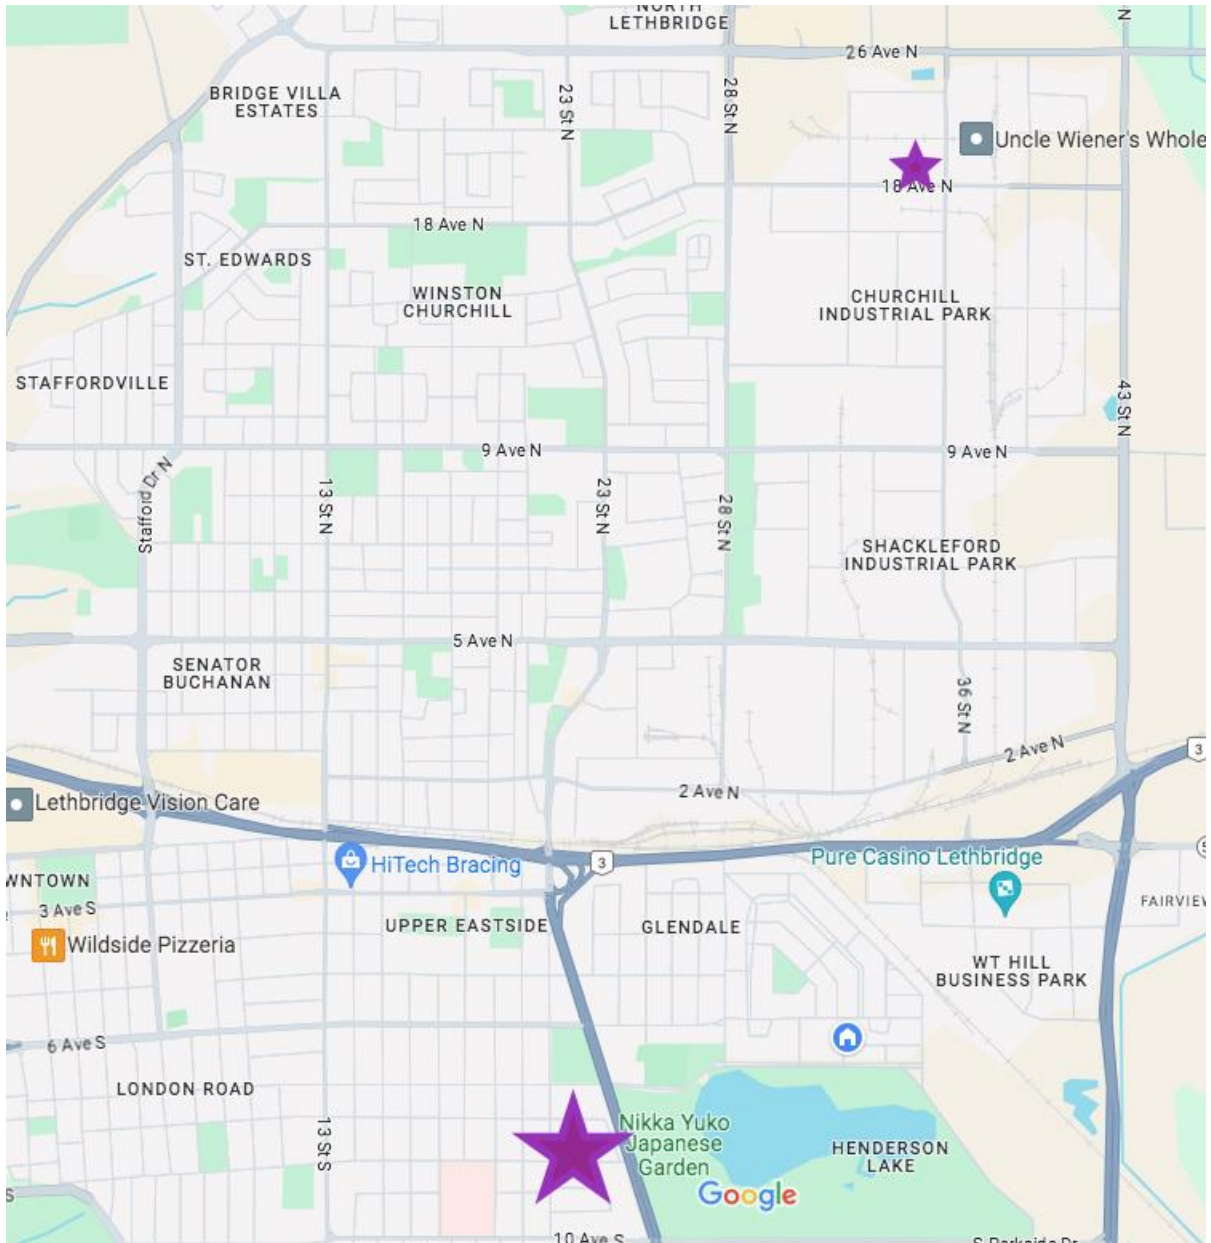 NORTH
LETHBRIDGE
N
26 Ave N
BRIDGE VILLA
ESTATES
23 St N
28 St N
Uncle Wiener's Whole
18 Ave N
18 Ave N
ST. EDWARDS
WINSTON
CHURCHILL
CHURCHILL
INDUSTRIAL PARK
STAFFORDVILLE
43 St N
9 Ave N
9 Ave N
Stafford Dr N
13 St N
23 St N
28 St N
SHACKLEFORD
INDUSTRIAL PARK
5 Ave N
SENATOR
BUCHANAN
36 St N
2 Ave N
3
2 Ave N
Lethbridge Vision Care
3
HiTech Bracing
Pure Casino Lethbridge
5
WNTOWN
3 Ave S
UPPER EASTSIDE
GLENDALE
FAIRVIEW
Wildside Pizzeria
WT HILL
BUSINESS PARK
6 Ave S
LONDON ROAD
13 St S
Nikka Yuko
Japanese
Garden
HENDERSON
LAKE
S
Google
10 Ave S
S Parkside Dr